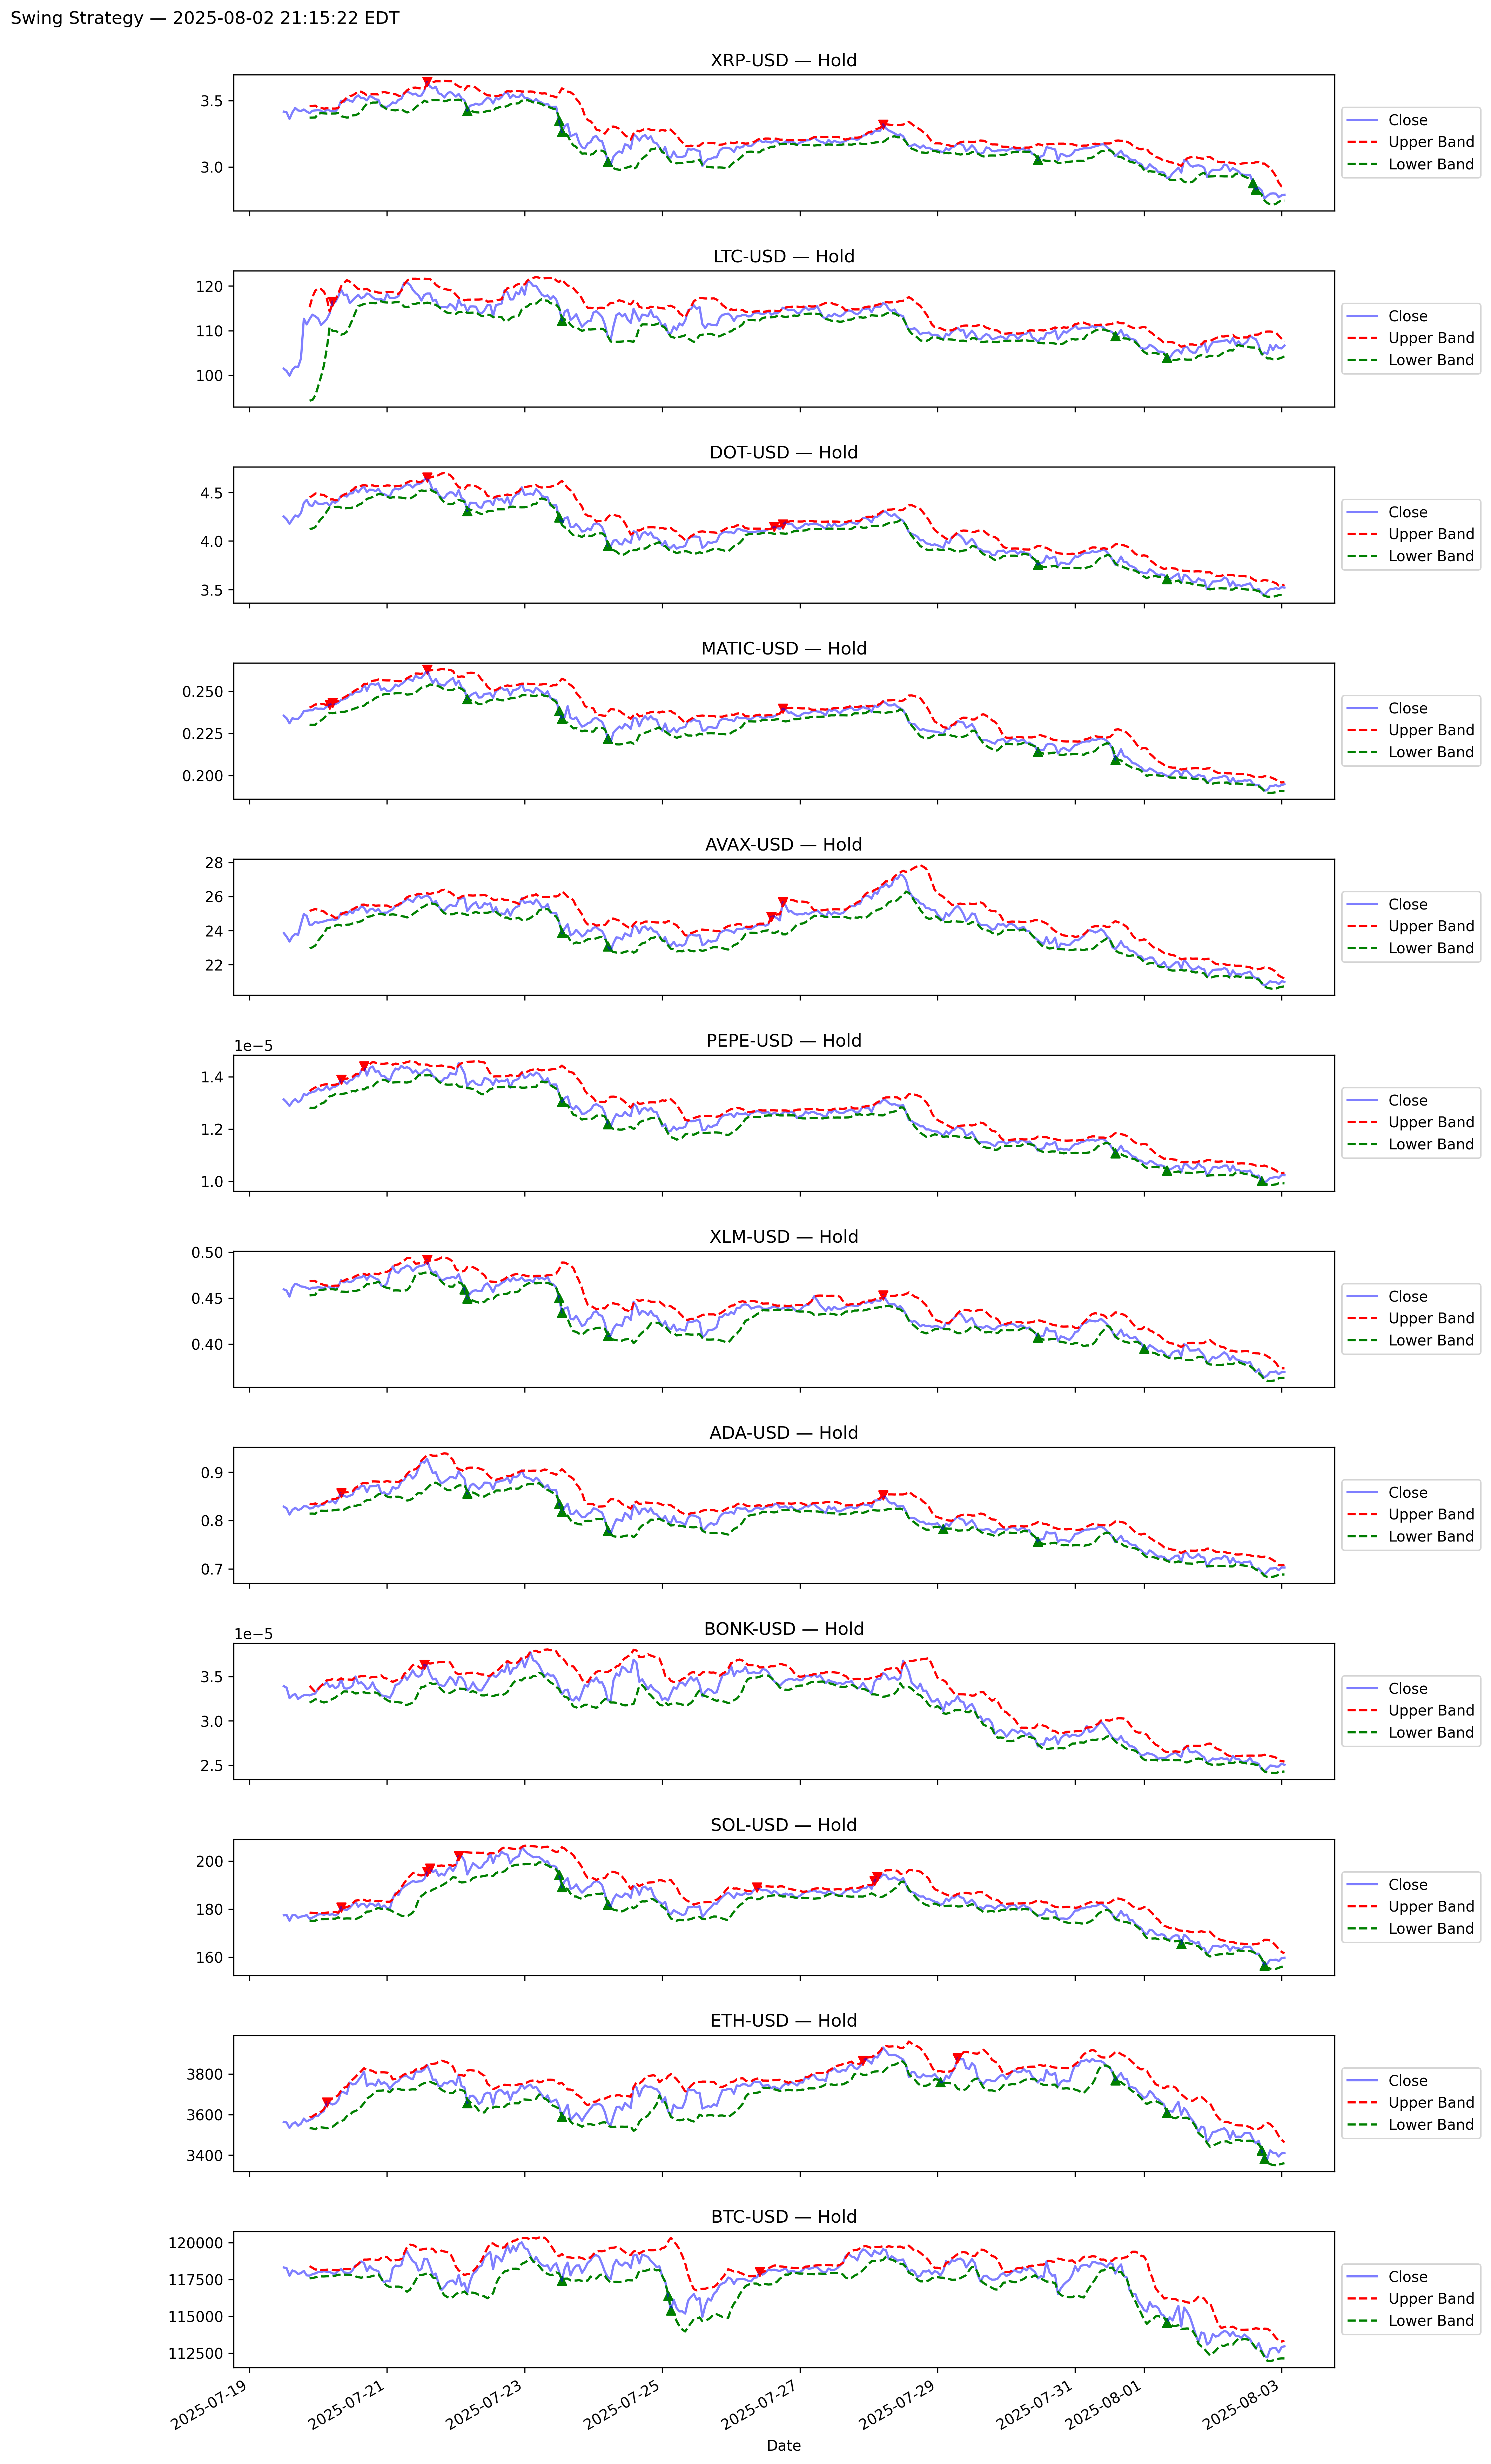 Swing Strategy — 2025-08-02 21:15:22 EDT
XRP-USD — Hold
3.5
3.0
Close
Upper Band
Lower Band
LTC-USD — Hold
120
110
100
Close
Upper Band
Lower Band
DOT-USD — Hold
4.5
4.0
3.5
Close
Upper Band
Lower Band
MATIC-USD — Hold
0.250
0.225
0.200
Close
Upper Band
Lower Band
AVAX-USD — Hold
28
26
24
22
Close
Upper Band
Lower Band
PEPE-USD — Hold
1e−5
1.4
1.2
1.0
Close
Upper Band
Lower Band
XLM-USD — Hold
0.50
0.45
0.40
Close
Upper Band
Lower Band
ADA-USD — Hold
0.9
0.8
0.7
Close
Upper Band
Lower Band
BONK-USD — Hold
1e−5
3.5
3.0
2.5
Close
Upper Band
Lower Band
SOL-USD — Hold
200
180
160
Close
Upper Band
Lower Band
ETH-USD — Hold
3800
3600
3400
Close
Upper Band
Lower Band
BTC-USD — Hold
120000
117500
115000
112500
Close
Upper Band
Lower Band
2025-07-19
2025-07-21
2025-07-23
2025-07-25
2025-07-27
2025-07-29
2025-07-31
2025-08-01
2025-08-03
Date